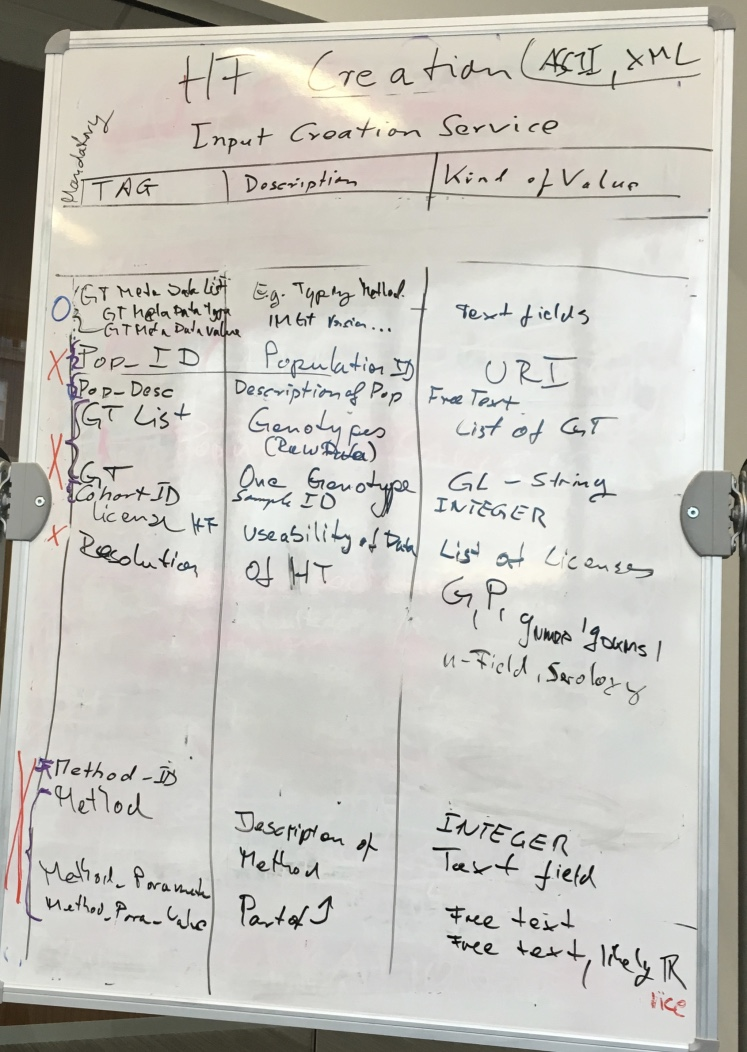 HF Creation (ASCII, XML
Input Creation Service
Mandatory
TAG | Description | Kind of Value
GT Meta Data List Eg. Typing Method.
GT Meta Data Type IMGT Version... Text fields
GT Meta Data Value
Pop_ID Population ID URI
Pop-Desc Description of Pop Free Text
GT List Genotypes List of GT
(Raw Data)
GT One Genotype GL-String
Cohort ID Sample ID INTEGER
License HF Useability of Data List of Licenses
Resolution Of HT G, P,
n-Field, Serology
Method-ID INTEGER
Method Description of Method Text field
Method_Parameter Part of ↑ Free text
Method_Para_Value Free text, likely ℝ